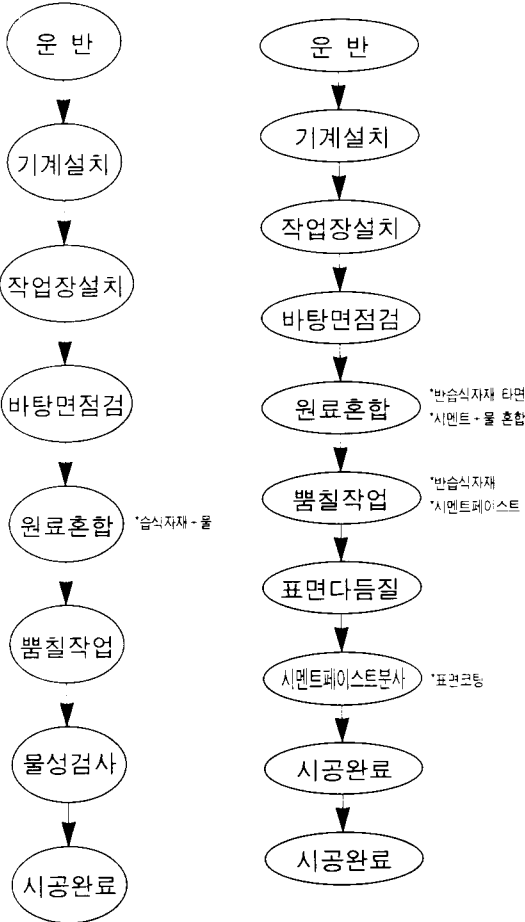 운 반
기계설치
작업장설치
바탕면점검
원료혼합 *습식자재+물
뿜칠작업
물성검사
시공완료
운 반
기계설치
작업장설치
바탕면점검
원료혼합 *반습식자재 타면
*시멘트+물 혼합
뿜칠작업 *반습식자재
*시멘트페이스트
표면다듬질
시멘트페이스트분사 *표면코팅
시공완료
시공완료